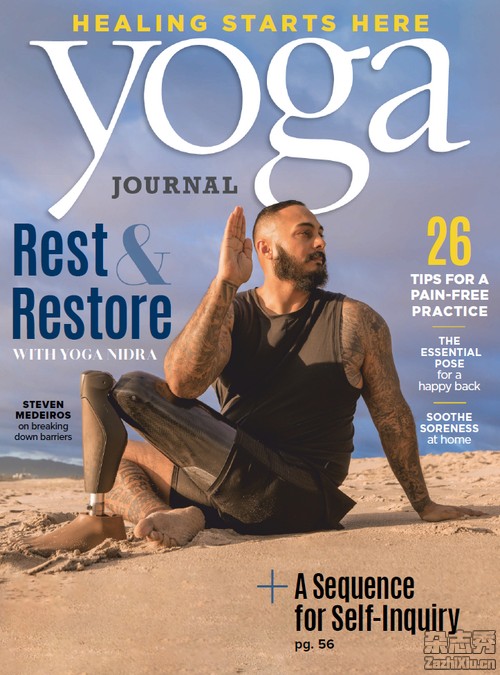 HEALING STARTS HERE
yoga
JOURNAL
Rest &
Restore
WITH YOGA NIDRA
STEVEN
MEDEIROS
on breaking
down barriers
26
TIPS FOR A
PAIN-FREE
PRACTICE
THE
ESSENTIAL
POSE
for a
happy back
SOOTHE
SORENESS
at home
+ A Sequence
for Self-Inquiry
pg. 56
杂志秀
ZaZhiXiu.cn